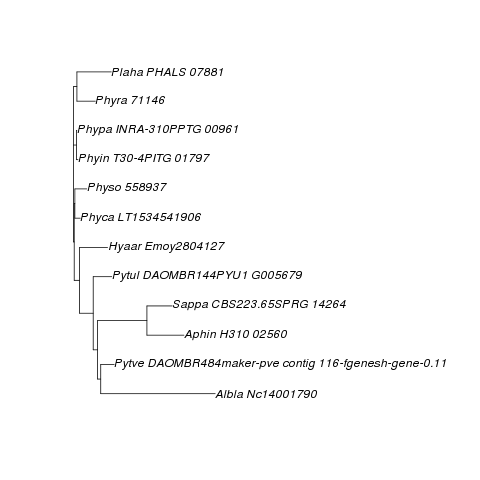 Plaha PHALS 07881
Phyra 71146
Phypa INRA-310PPTG 00961
Phyin T30-4PITG 01797
Physo 558937
Phyca LT1534541906
Hyaar Emoy2804127
Pytul DAOMBR144PYU1 G005679
Sappa CBS223.65SPRG 14264
Aphin H310 02560
Pytve DAOMBR484maker-pve contig 116-fgenesh-gene-0.11
Albla Nc14001790